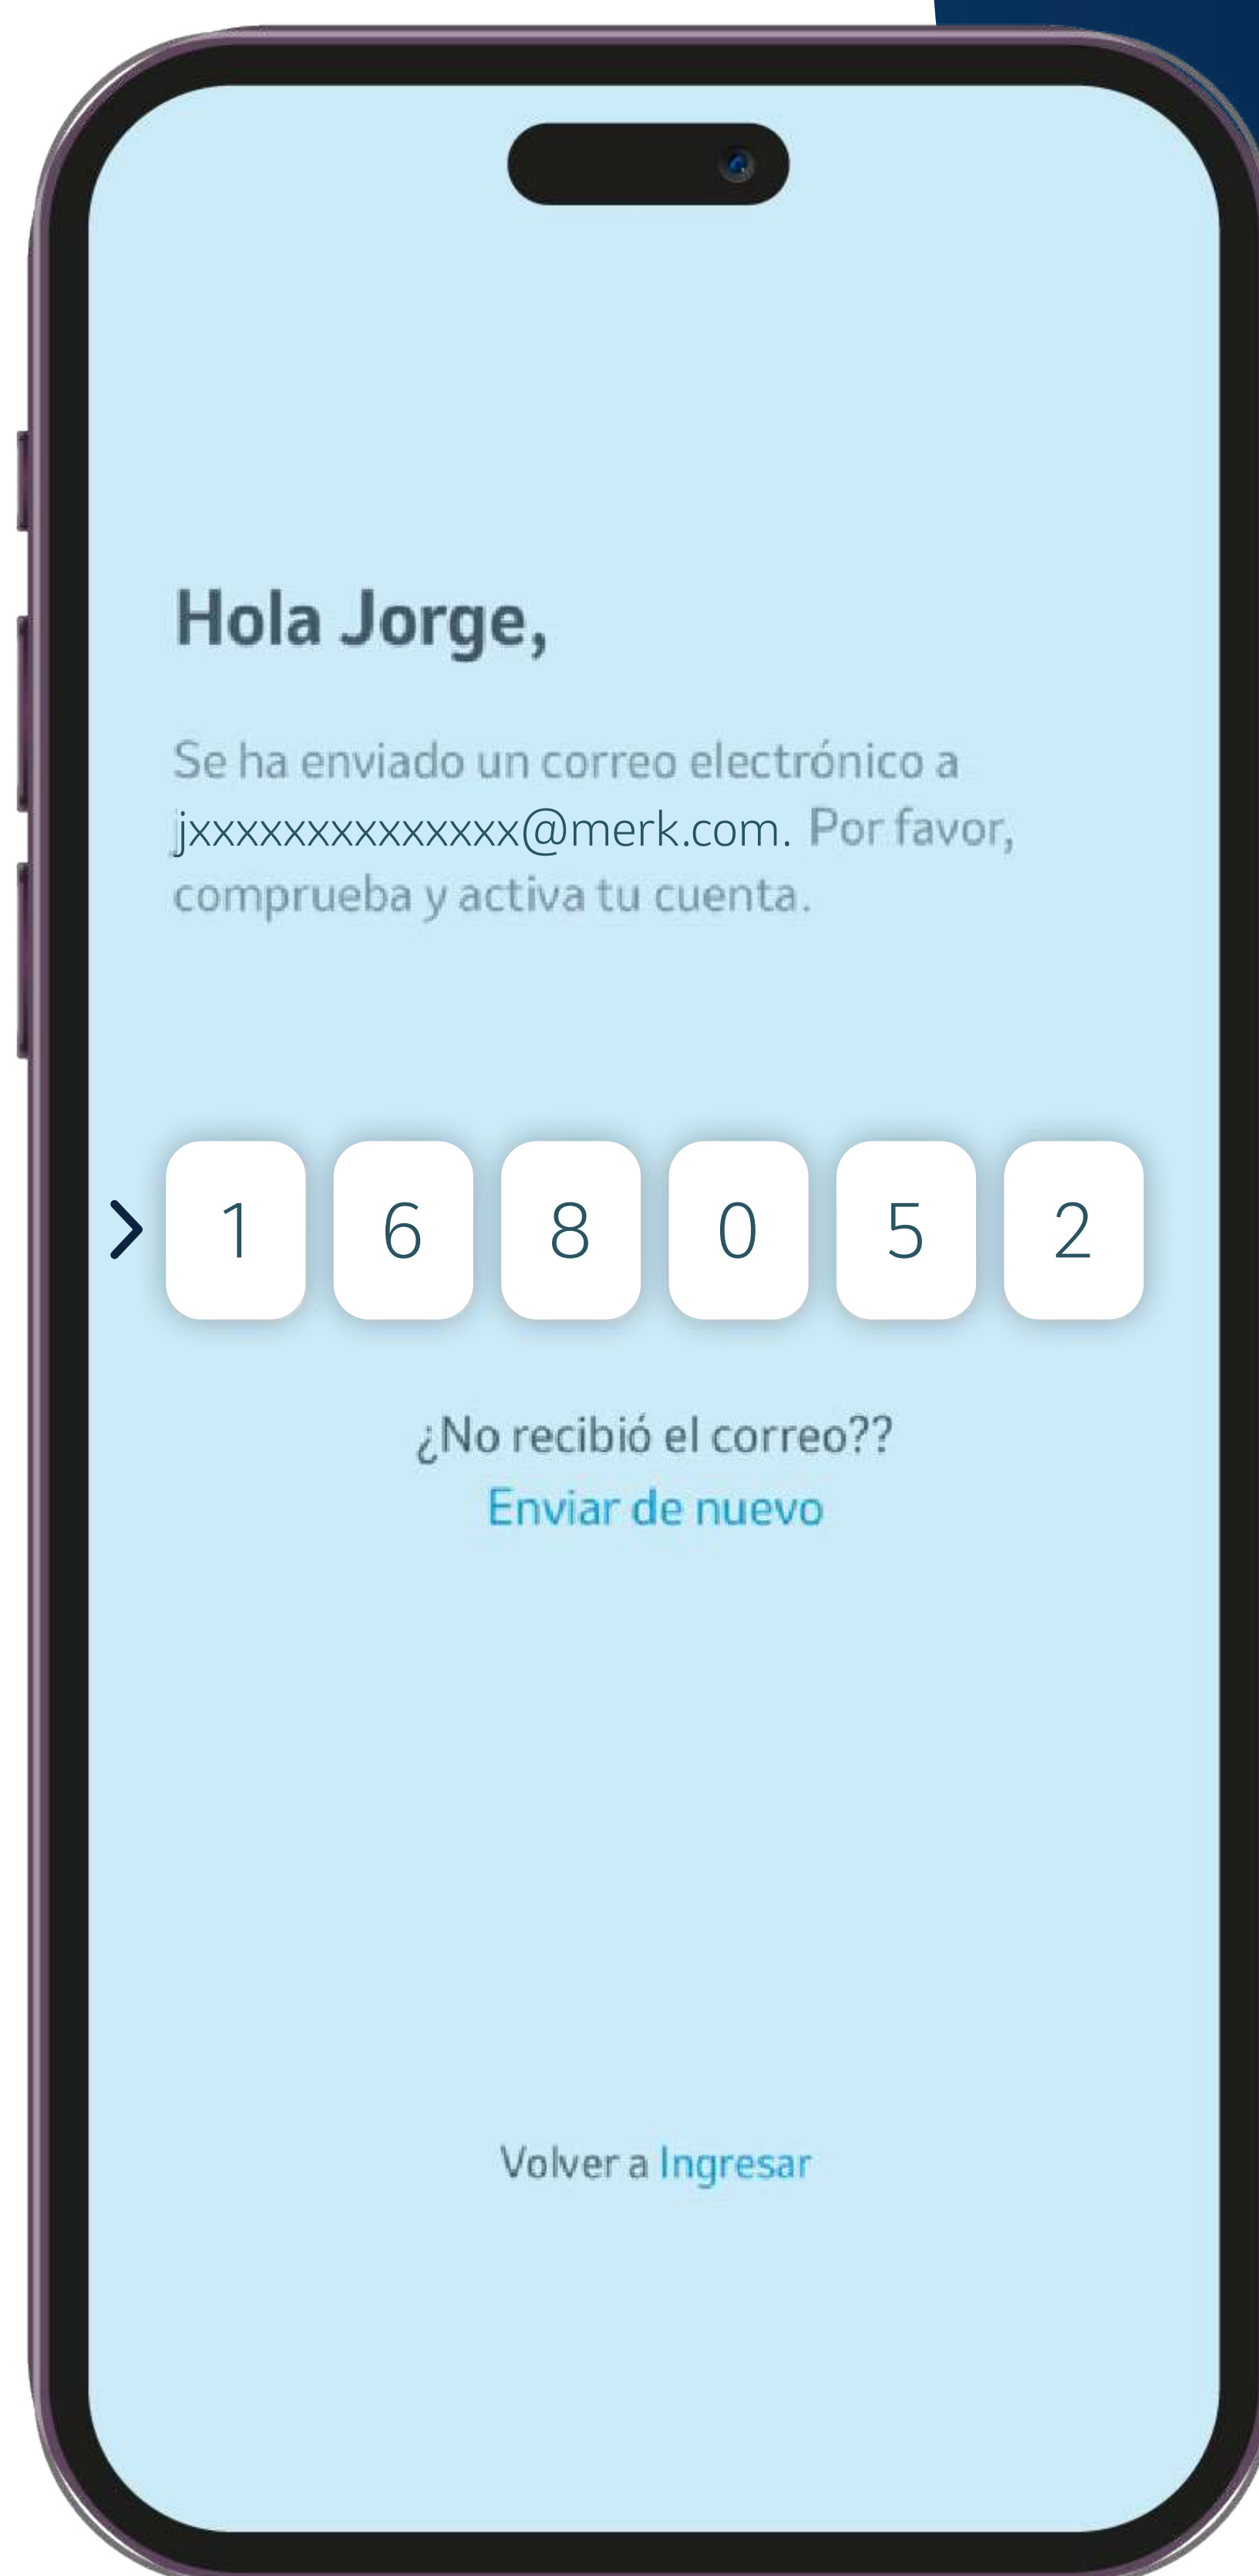 Hola Jorge,
Se ha enviado un correo electrónico a
jxxxxxxxxxxxxxx@merk.com. Por favor,
comprueba y activa tu cuenta.
1 6 8 0 5 2
¿No recibió el correo??
Enviar de nuevo
Volver a Ingresar